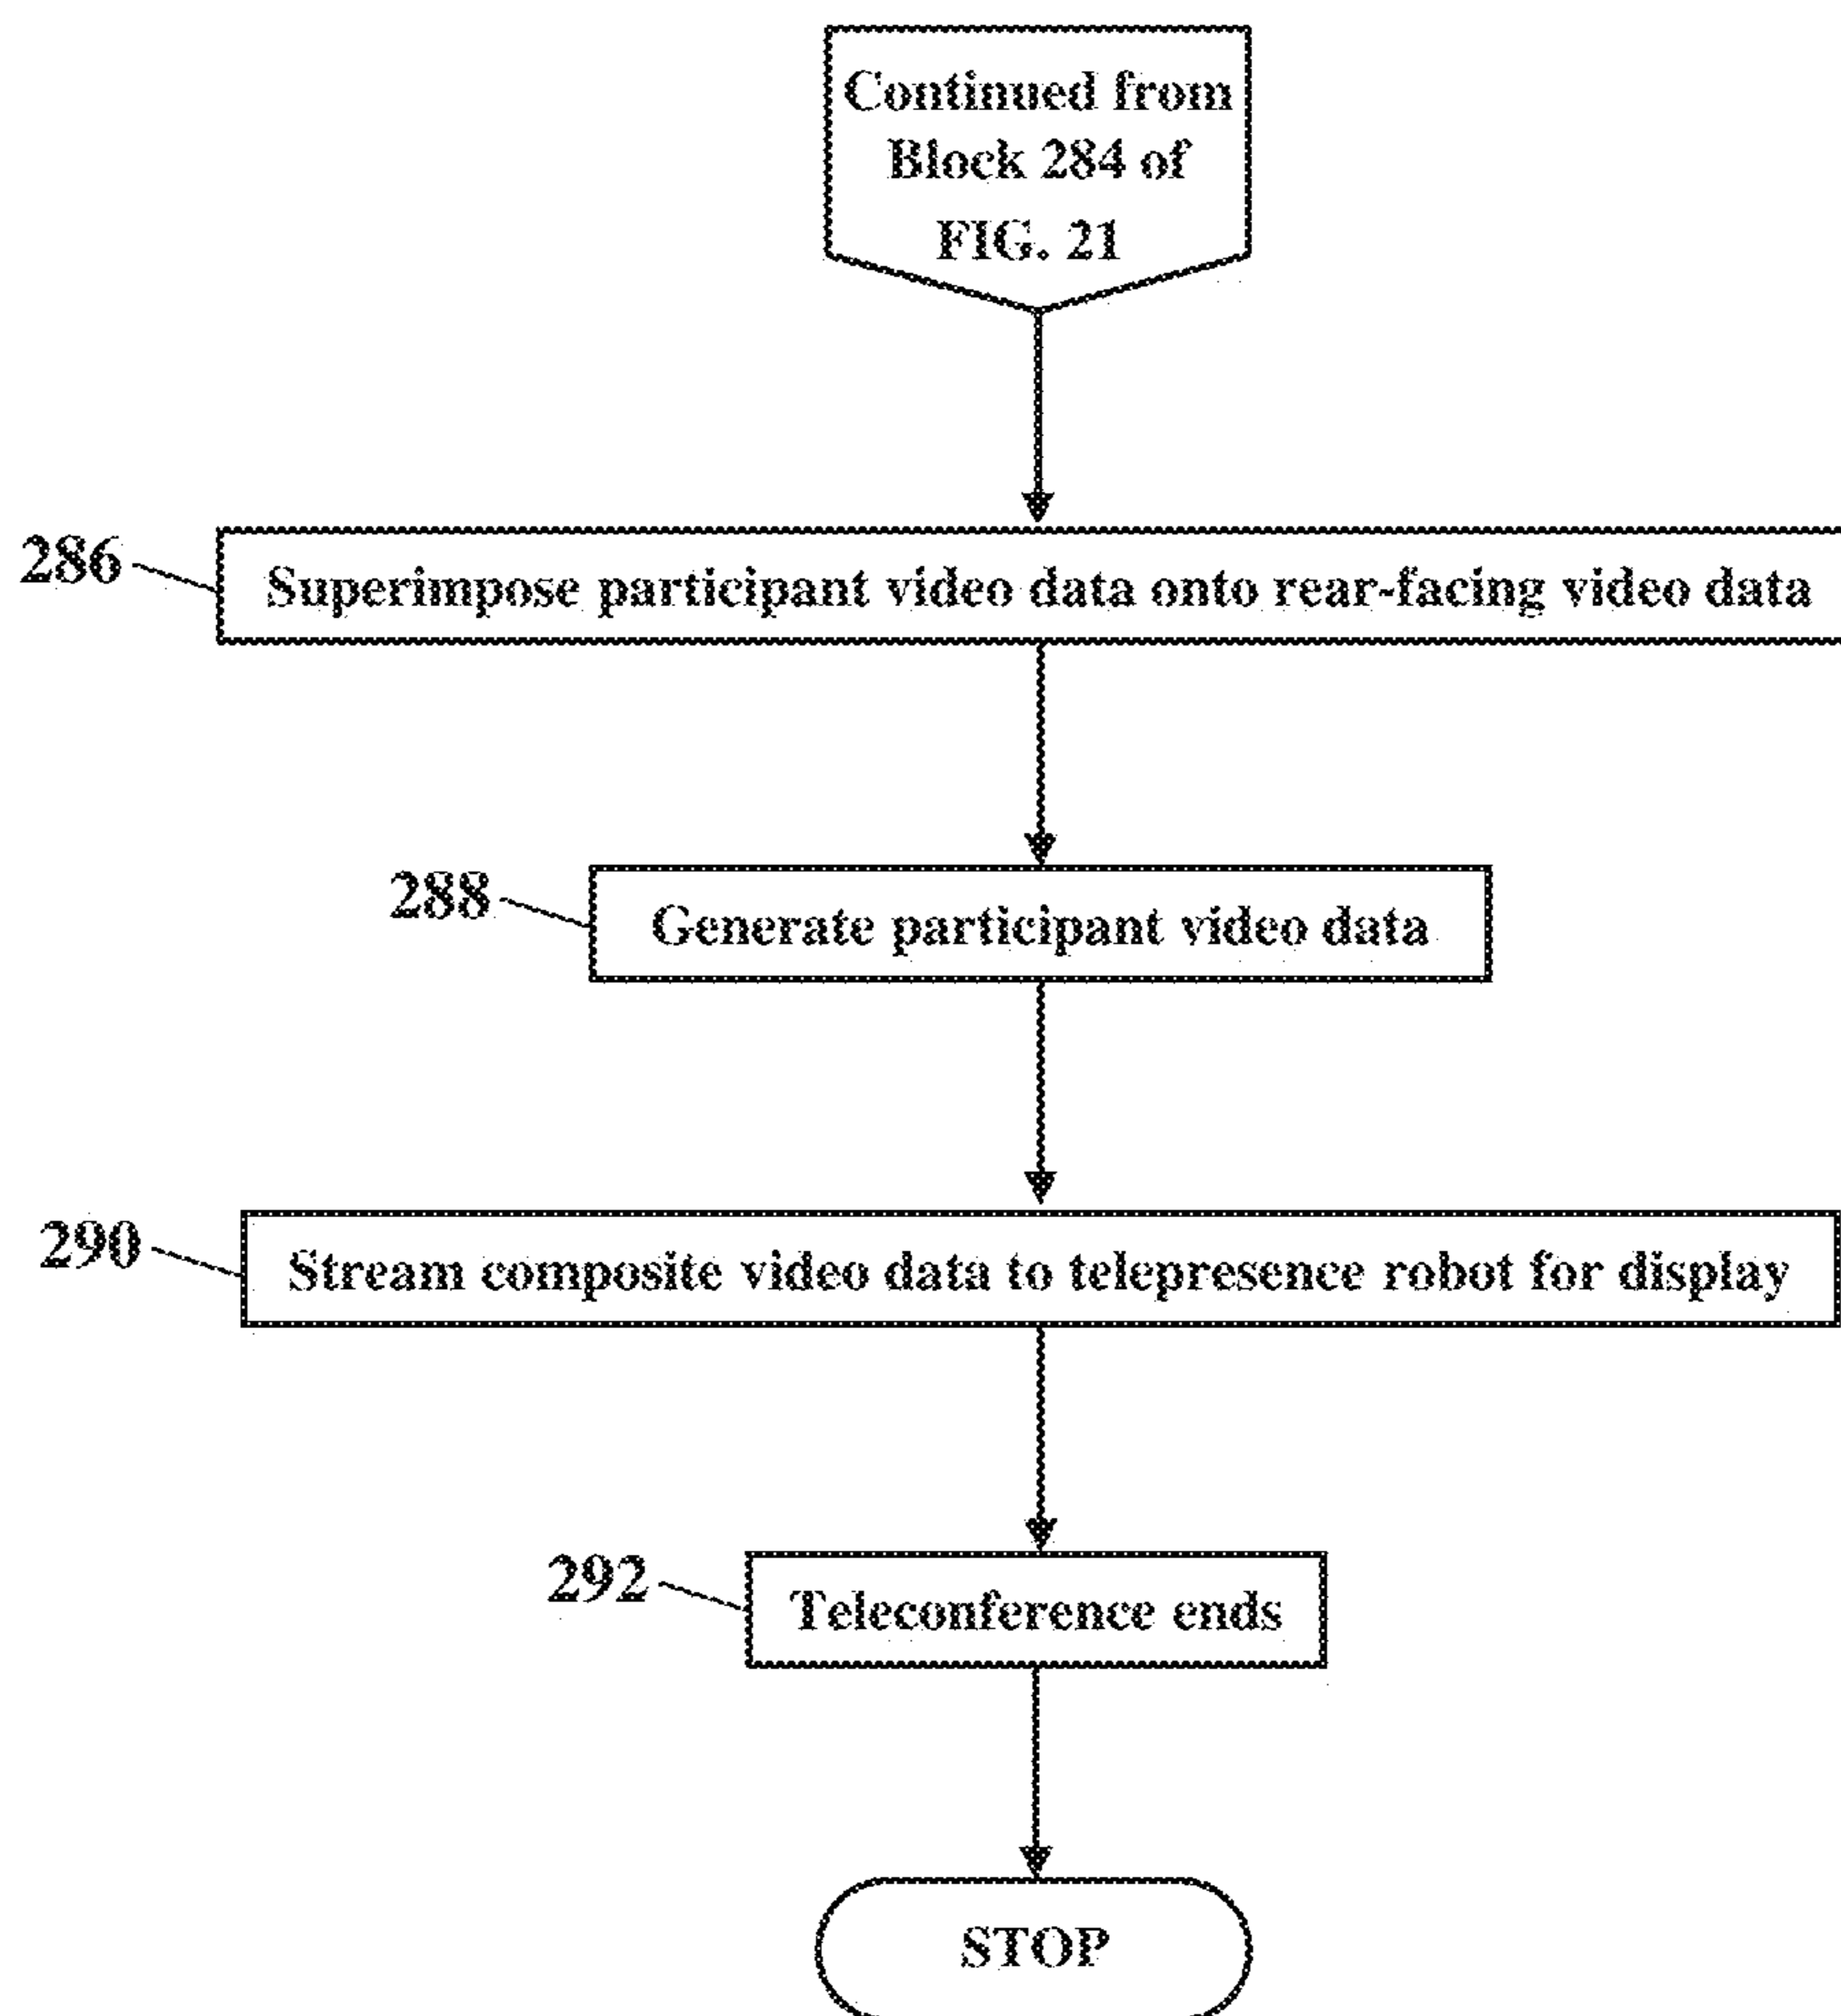 Continued from
Block 284 of
FIG. 21
286
Superimpose participant video data onto rear-facing video data
288
Generate participant video data
290
Stream composite video data to telepresence robot for display
292
Teleconference ends
STOP